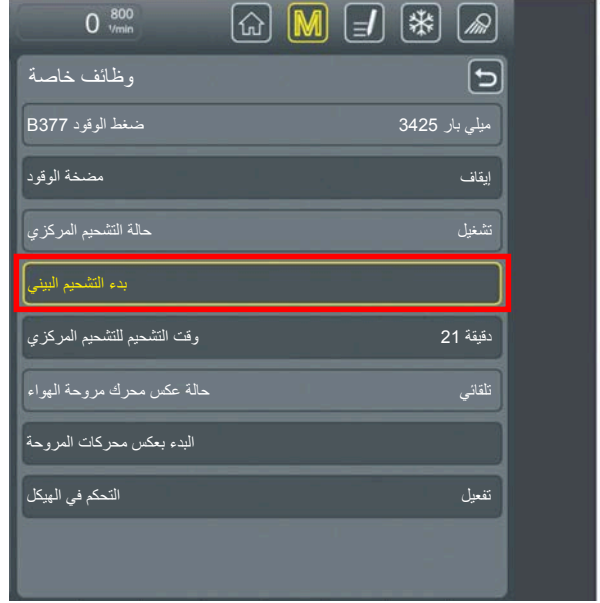 0 800 1/min
M
وظائف خاصة
ضغط الوقود B377 3425 ميلي بار
مضخة الوقود إيقاف
حالة التشحيم المركزي تشغيل
بدء التشحيم البيني
وقت التشحيم للتشحيم المركزي 21 دقيقة
حالة عكس محرك مروحة الهواء تلقائي
البدء بعكس محركات المروحة
التحكم في الهيكل تفعيل